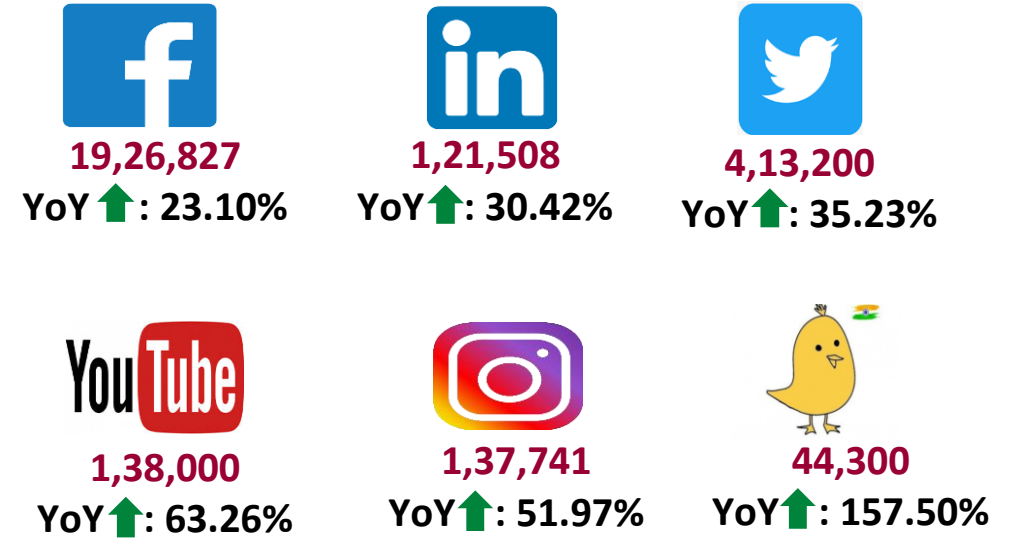 f
in
19,26,827
1,21,508
4,13,200
YoY : 23.10%
YoY : 30.42%
YoY : 35.23%
YouTube
1,38,000
1,37,741
44,300
YoY : 63.26%
YoY : 51.97%
YoY : 157.50%